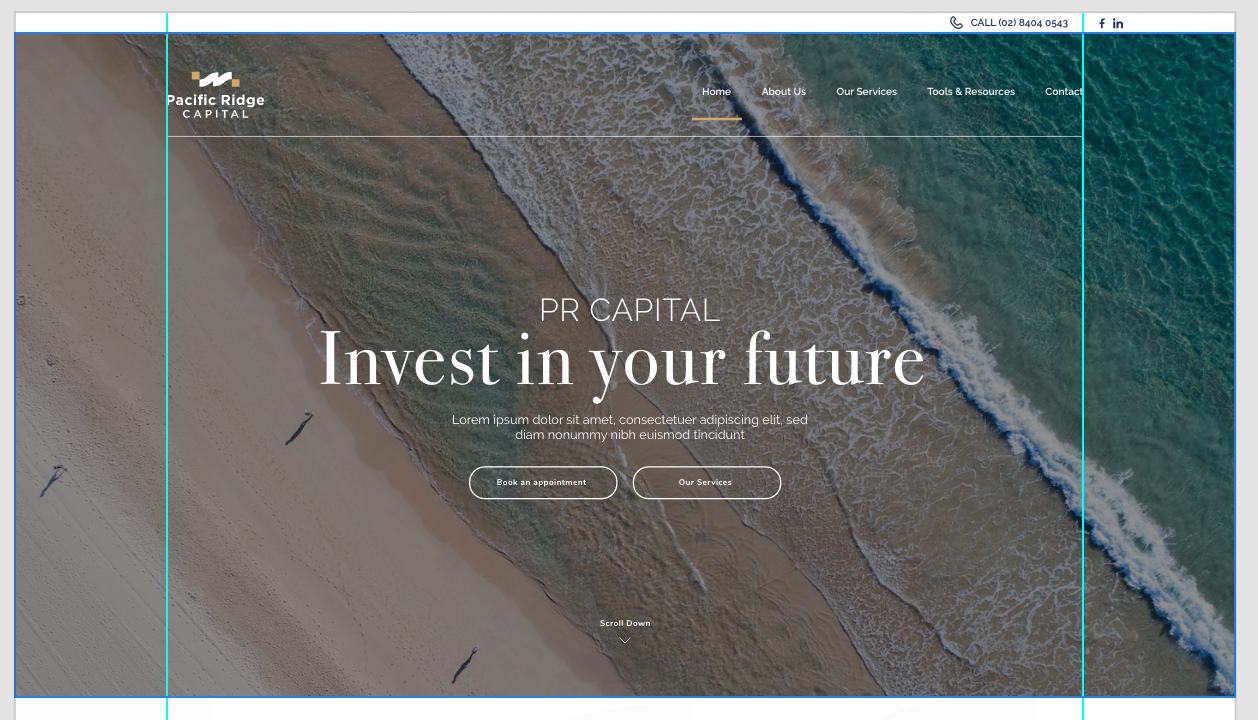 CALL (02) 8404 0543
Pacific Ridge
CAPITAL
Home About Us Our Services Tools & Resources Contact
PR CAPITAL
Invest in your future
Lorem ipsum dolor sit amet, consectetuer adipiscing elit, sed
diam nonummy nibh euismod tincidunt
Book an appointment Our Services
Scroll Down